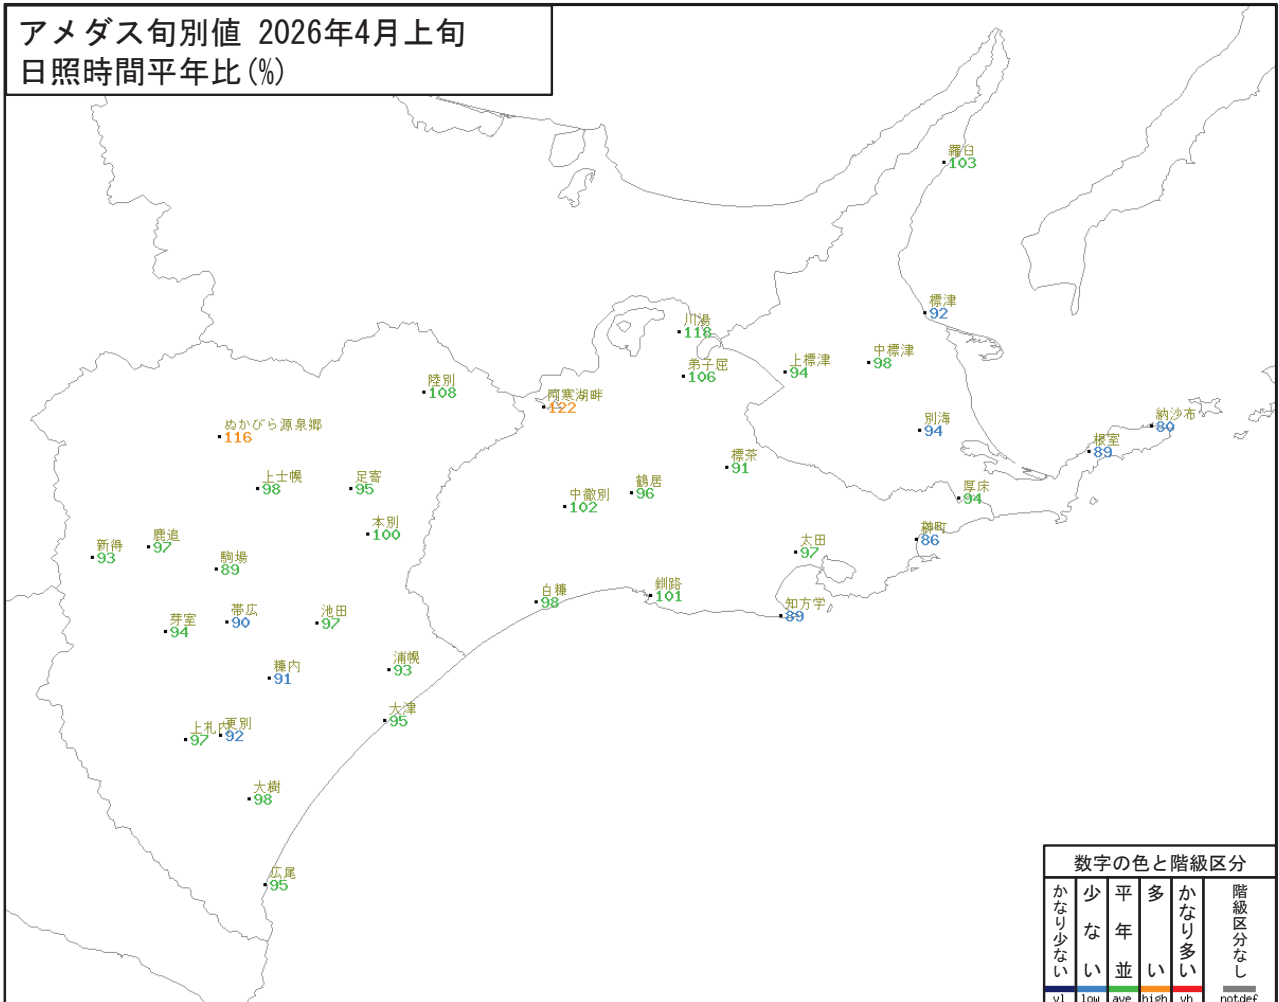 アメダス旬別値 2026年4月上旬
日照時間平年比(%)
羅臼
103
標津
92
川湯
118
中標津
98
上標津
94
弟子屈
106
陸別
108
阿寒湖畔
122
納沙布
80
ぬかびら源泉郷
116
別海
94
根室
89
標茶
91
上士幌
98
足寄
95
鶴居
96
厚床
94
中徹別
102
本別
100
榊町
86
鹿追
97
太田
97
新得
93
駒場
89
釧路
101
白糠
98
知方学
89
帯広
90
池田
97
芽室
94
浦幌
93
糠内
91
大津
95
更別
92
上札内
97
大樹
98
広尾
95
数字の色と階級区分
かなり少ない
少ない
平年並
多い
かなり多い
階級区分なし
vl low ave high vh notdef